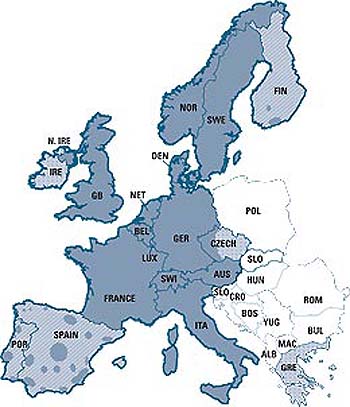 FIN
NOR
SWE
N. IRE
DEN
IRE
GB
NET
POL
BEL
GER
CZECH
LUX
SLO
AUS
SWI
HUN
FRANCE
SLO
CRO
ROM
BOS
ITA
YUG
SPAIN
BUL
POR
MAC
ALB
GRE